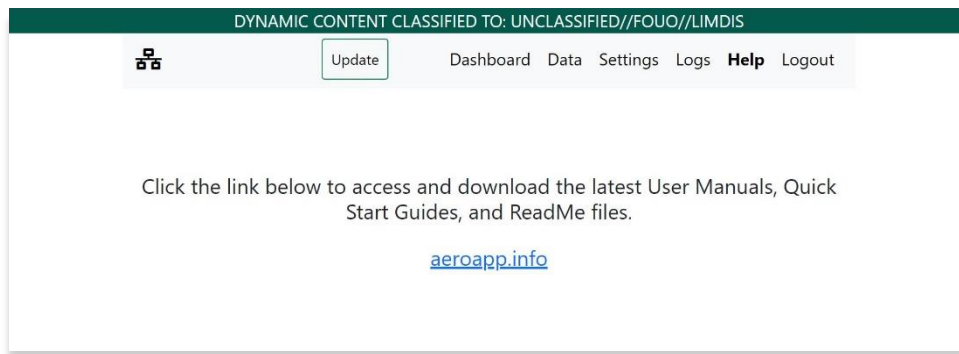 DYNAMIC CONTENT CLASSIFIED TO: UNCLASSIFIED//FOUO//LIMDIS
Update Dashboard Data Settings Logs Help Logout
Click the link below to access and download the latest User Manuals, Quick
Start Guides, and ReadMe files.
aeroapp.info